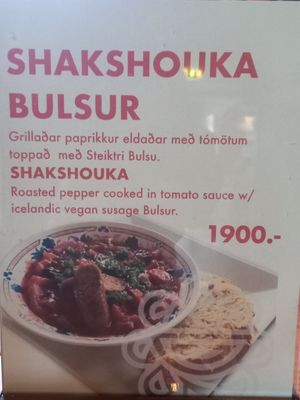 SHAKSHOUKA
BULSUR
Grillaðar paprikkur eldaðar með tómötum
toppað með Steiktri Bulsu.
SHAKSHOUKA
Roasted pepper cooked in tomato sauce w/
icelandic vegan susage Bulsur.
1900.-